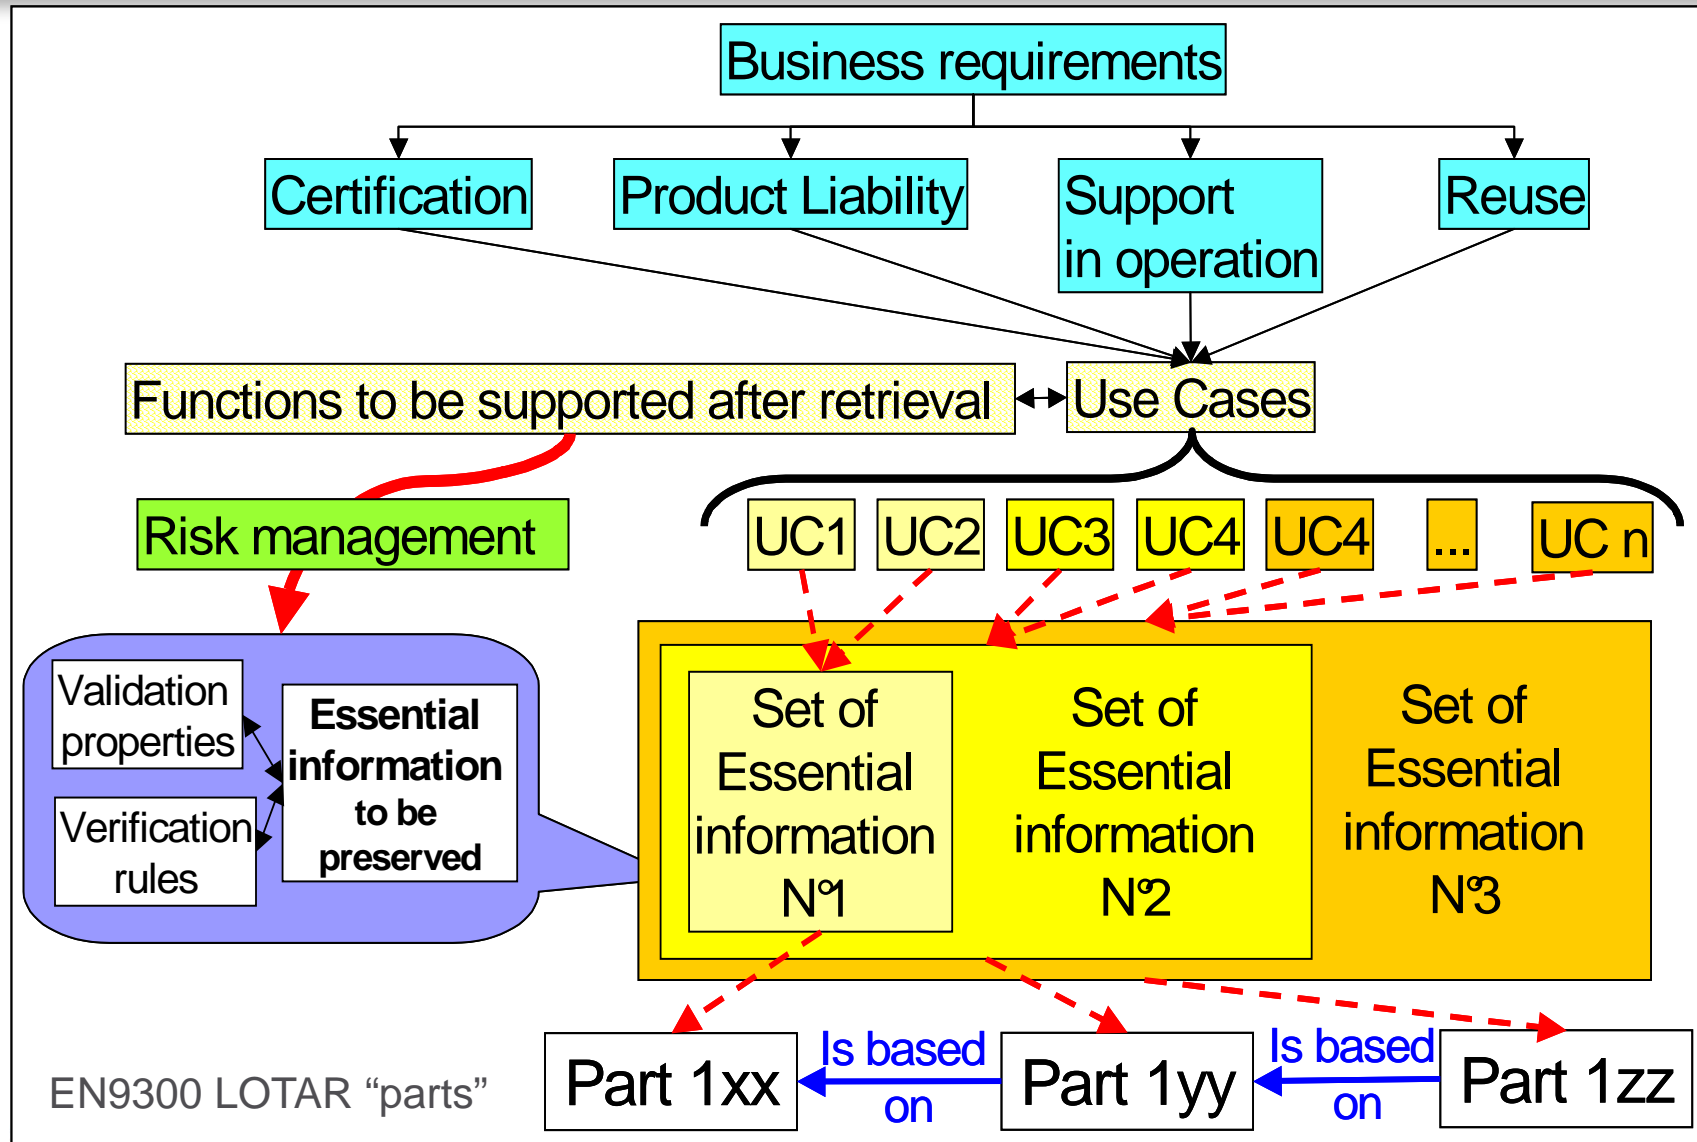 Business requirements
Certification
Product Liability
Support
in operation
Reuse
Functions to be supported after retrieval
Use Cases
Risk management
UC1
UC2
UC3
UC4
UC4
...
UC n
Validation
properties
Verification
rules
Essential
information
to be
preserved
Set of
Essential
information
N°1
Set of
Essential
information
N°2
Set of
Essential
information
N°3
EN9300 LOTAR “parts”
Part 1xx
Is based
on
Part 1yy
Is based
on
Part 1zz